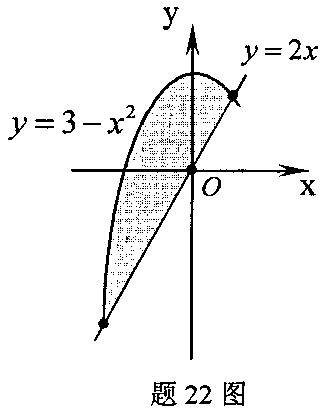 y
y = 2x
y = 3 − x²
O
x
题 22 图